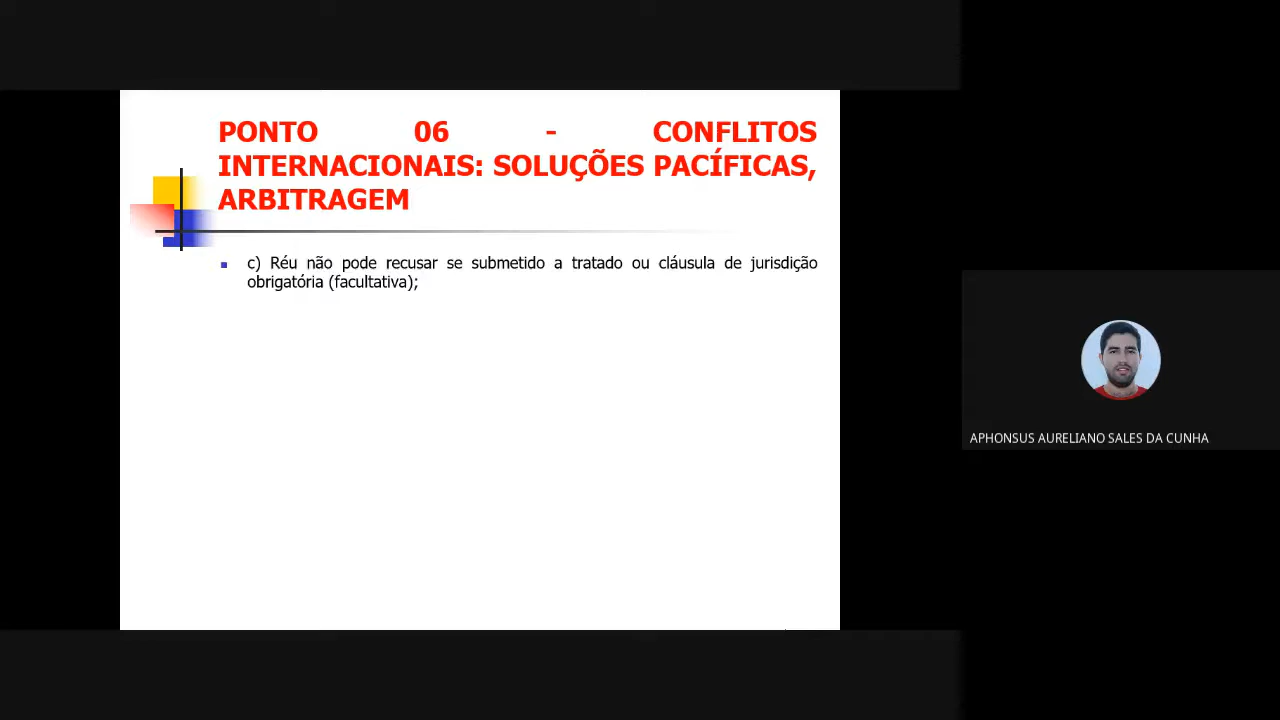 PONTO 06 - CONFLITOS
INTERNACIONAIS: SOLUÇÕES PACÍFICAS,
ARBITRAGEM
c) Réu não pode recusar se submetido a tratado ou cláusula de jurisdição
obrigatória (facultativa);
APHONSUS AURELIANO SALES DA CUNHA